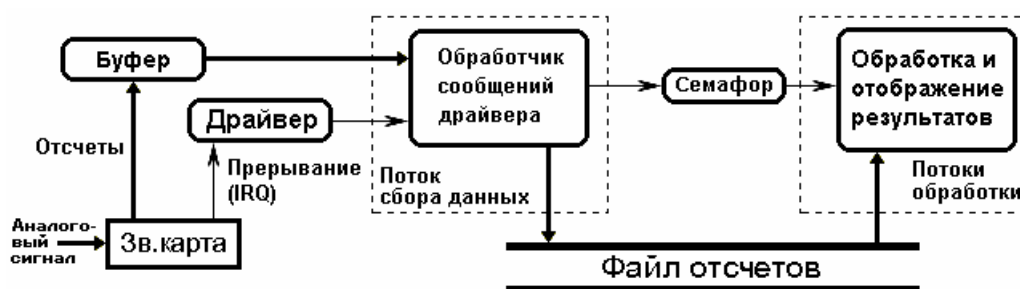 Буфер
Обработчик
сообщений
драйвера
Семафор
Обработка и
отображение
результатов
Драйвер
Отсчеты
Прерывание
(IRQ)
Поток
сбора данных
Потоки
обработки
Аналого-
вый
сигнал
Зв.карта
Файл отсчетов